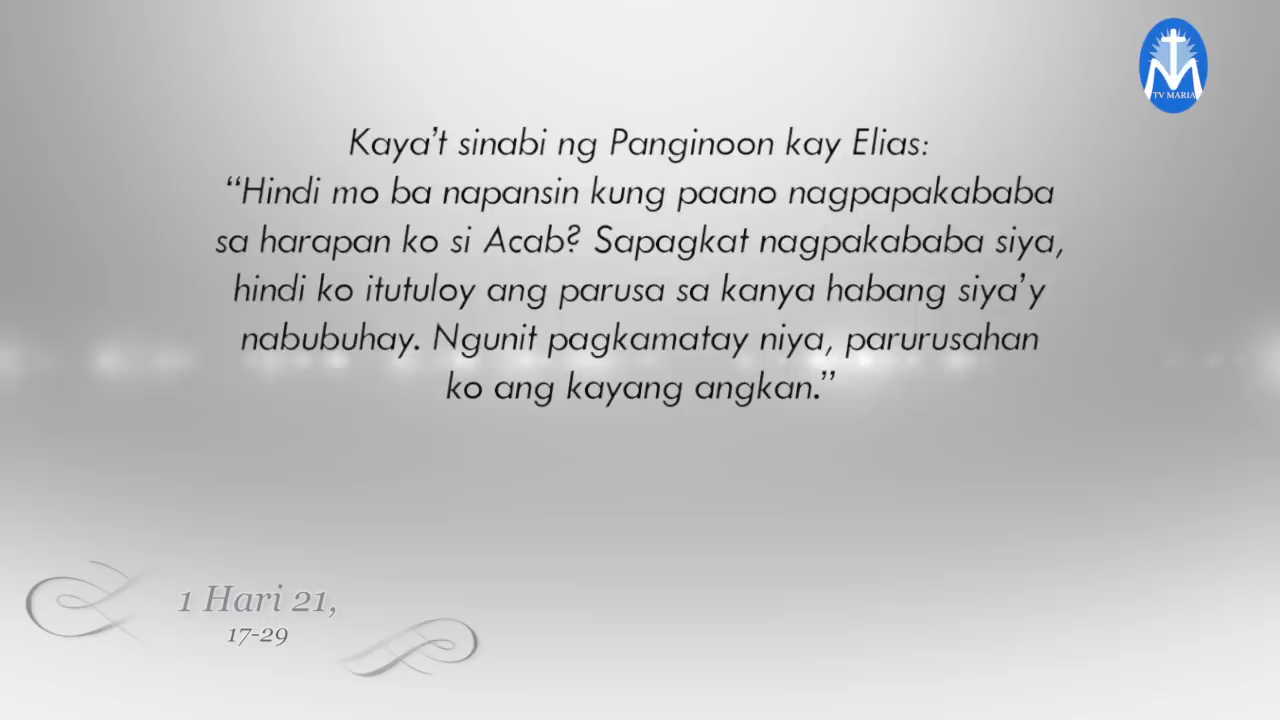 TV MARIA
Kaya’t sinabi ng Panginoon kay Elias:
“Hindi mo ba napansin kung paano nagpapakababa
sa harapan ko si Acab? Sapagkat nagpakababa siya,
hindi ko itutuloy ang parusa sa kanya habang siya’y
nabubuhay. Ngunit pagkamatay niya, parurusahan
ko ang kayang angkan.”
1 Hari 21,
17-29